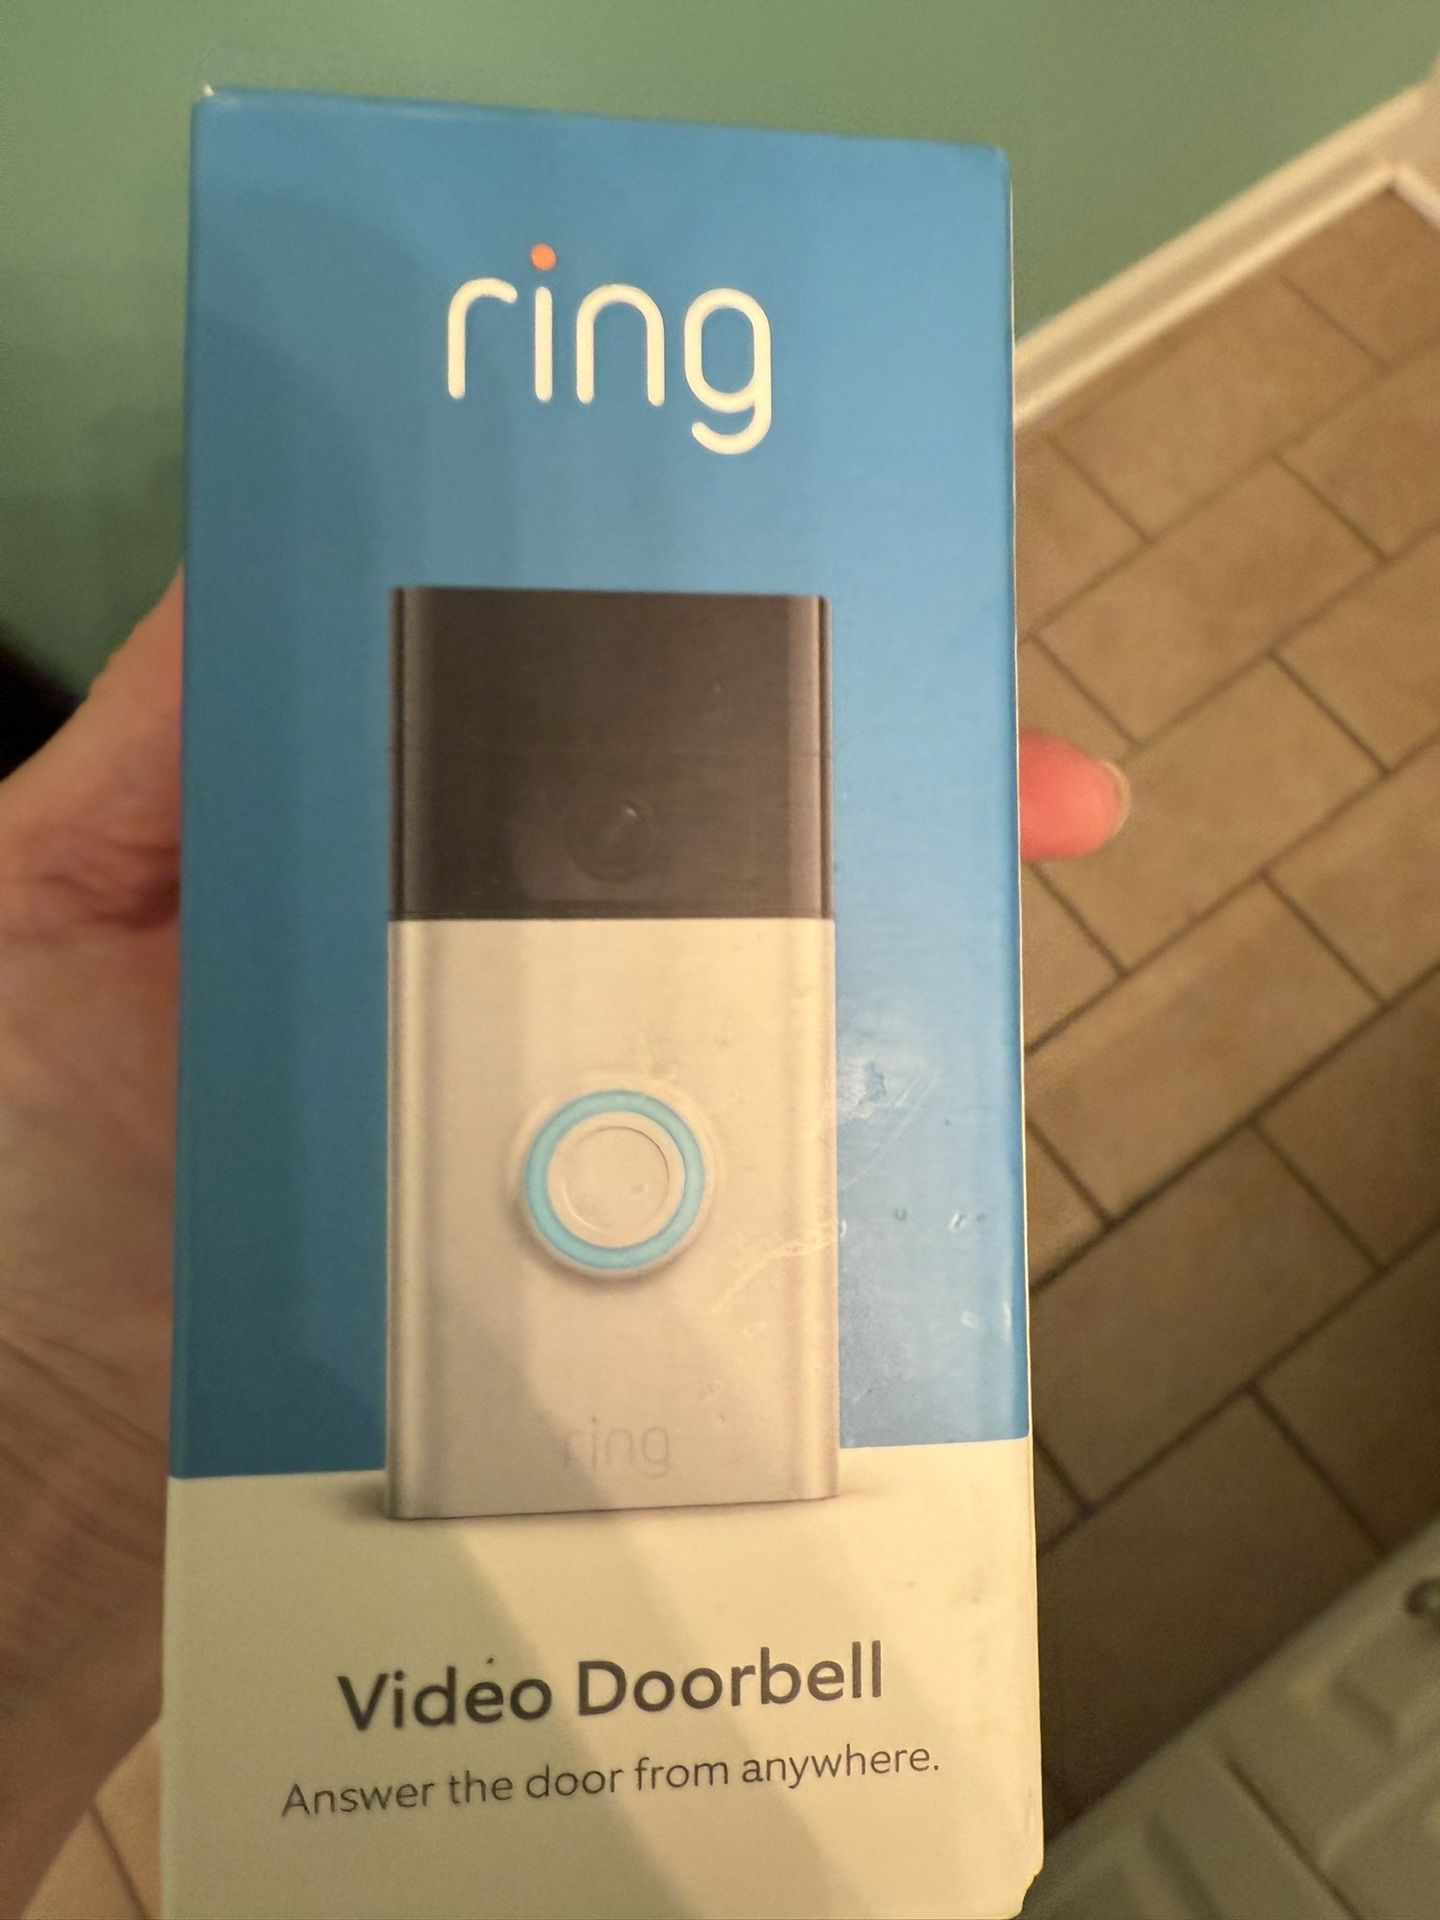 ring
ring
Video Doorbell
Answer the door from anywhere.